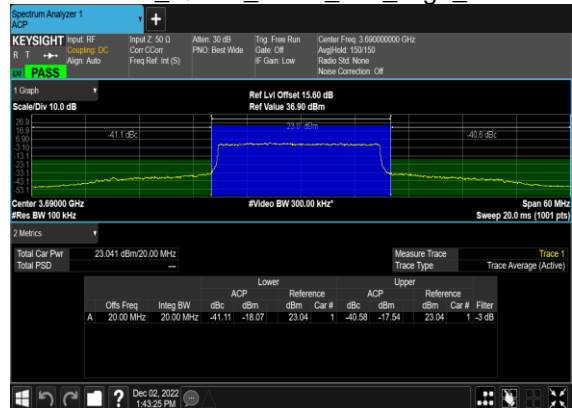 Spectrum Analyzer 1
ACP
KEYSIGHT
R T
PASS
Input: RF
Coupling: DC
Align: Auto
Input Z: 50 Ω
Corr CCorr
Freq Ref: Int (S)
Atten: 30 dB
PNO: Best Wide
Trig: Free Run
Gate: Off
IF Gain: Low
Center Freq: 3.690000000 GHz
Avg|Hold: 150/150
Radio Std: None
Noise Correction: Off
1 Graph
Scale/Div 10.0 dB
Ref Lvl Offset 15.60 dB
Ref Value 36.90 dBm
26.9
16.9
6.90
-3.10
-13.1
-23.1
-33.1
-43.1
-53.1
-41.1 dBc
23.0 dBm
-40.6 dBc
Center 3.69000 GHz
#Res BW 100 kHz
#Video BW 300.00 kHz*
Span 60 MHz
Sweep 20.0 ms (1001 pts)
2 Metrics
Total Car Pwr 23.041 dBm/20.00 MHz
Total PSD ---
Measure Trace Trace 1
Trace Type Trace Average (Active)
Lower Upper
ACP Reference ACP Reference
Offs Freq Integ BW dBc dBm dBm Car # dBc dBm dBm Car # Filter
A 20.00 MHz 20.00 MHz -41.11 -18.07 23.04 1 -40.58 -17.54 23.04 1 -3 dB
Dec 02, 2022
1:43:25 PM